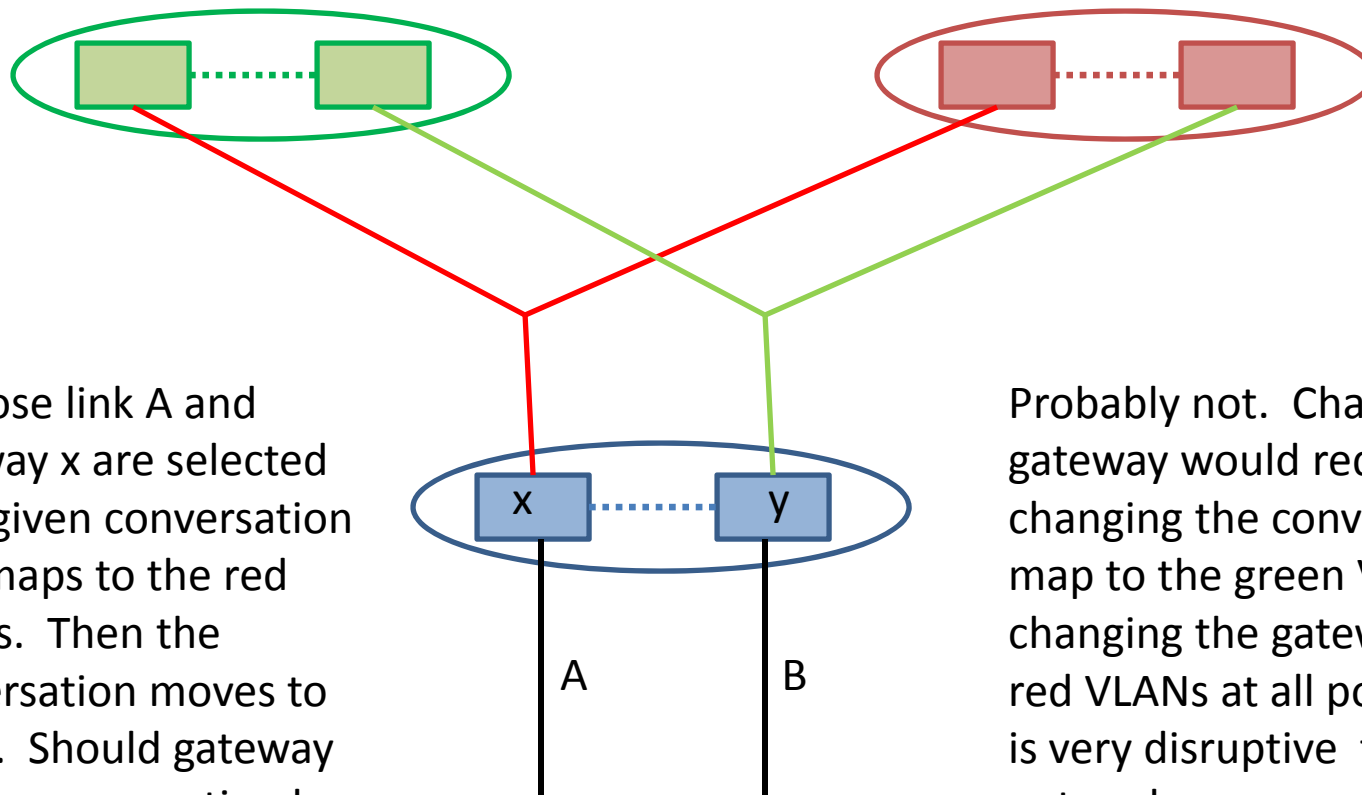 x
y
A
B
ose link A and
way x are selected
given conversation
maps to the red
s. Then the
ersation moves to
. Should gateway
Probably not. Cha
gateway would rec
changing the conv
map to the green V
changing the gatew
red VLANs at all po
is very disruptive